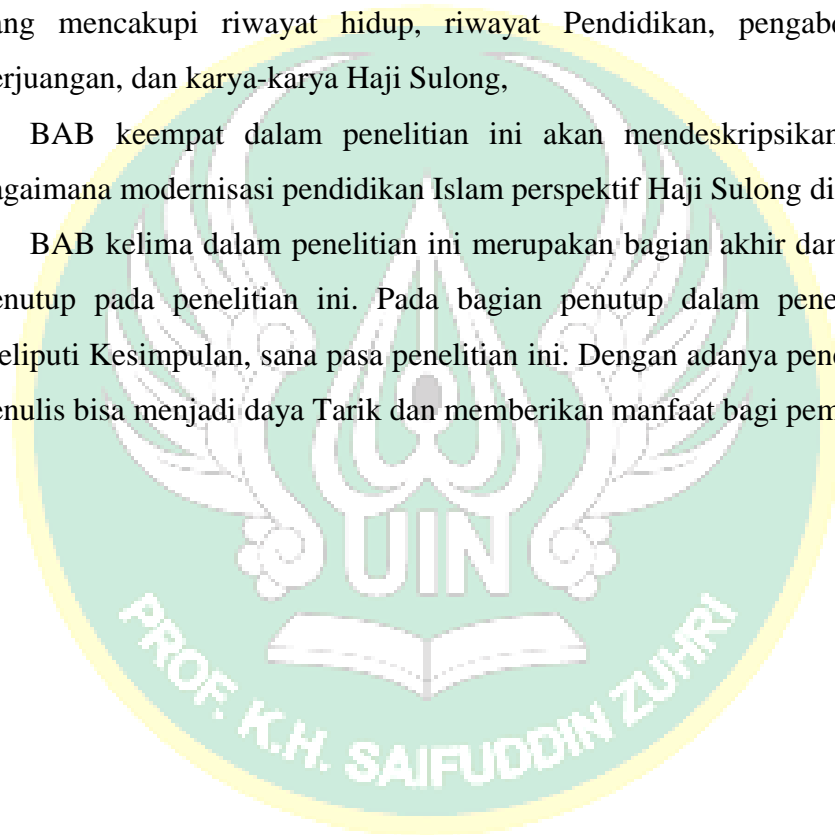 ang mencakupi riwayat hidup, riwayat Pendidikan, pengab
erjuangan, dan karya-karya Haji Sulong,
BAB keempat dalam penelitian ini akan mendeskripsikan
agaimana modernisasi pendidikan Islam perspektif Haji Sulong di
BAB kelima dalam penelitian ini merupakan bagian akhir dan
enutup pada penelitian ini. Pada bagian penutup dalam pene
eliputi Kesimpulan, sana pasa penelitian ini. Dengan adanya pen
enulis bisa menjadi daya Tarik dan memberikan manfaat bagi pem
UIN
PROF. K.H. SAIFUDDIN ZUHRI